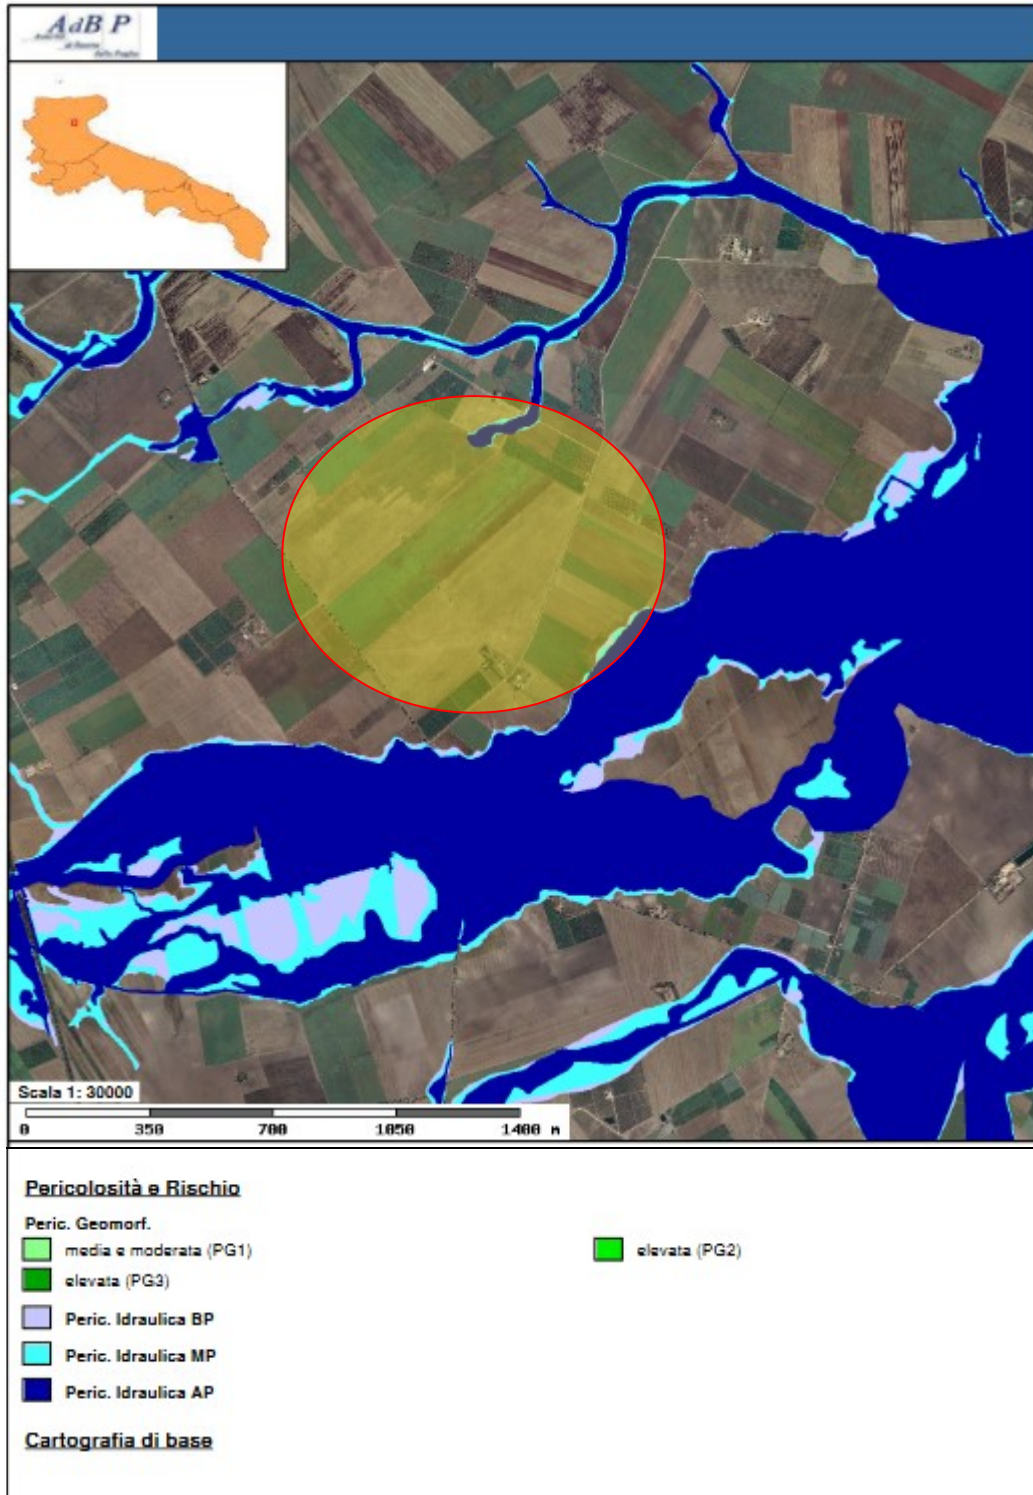 AdB P
Scala 1: 30000
0 350 700 1050 1400 m
Pericolosità e Rischio
Peric. Geomorf.
media e moderata (PG1)
elevata (PG2)
elevata (PG3)
Peric. Idraulica BP
Peric. Idraulica MP
Peric. Idraulica AP
Cartografia di base